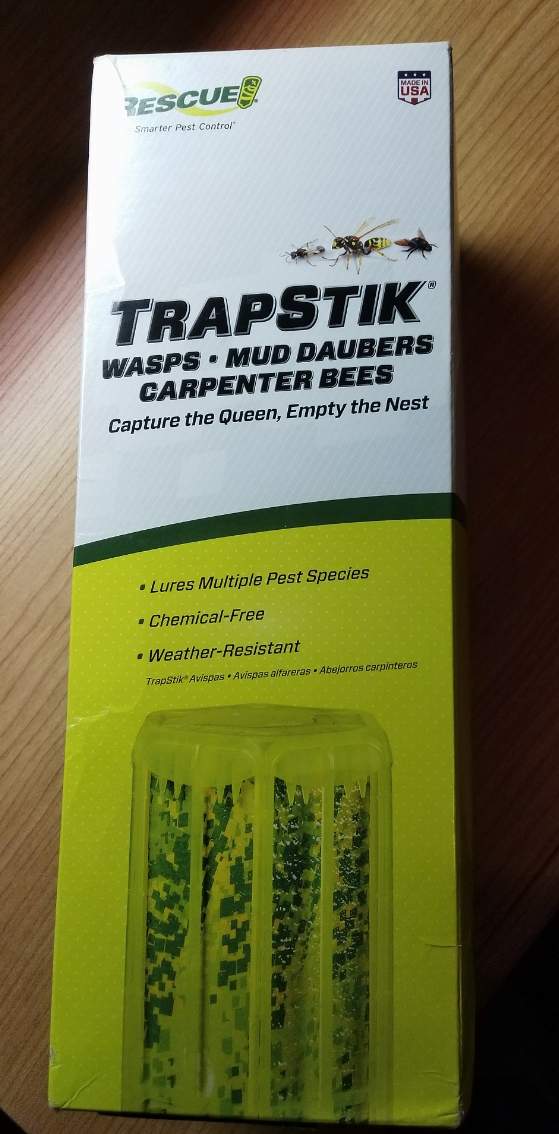 RESCUE!
Smarter Pest Control®
MADE IN
USA
TRAPSTIK®
WASPS • MUD DAUBERS
CARPENTER BEES
Capture the Queen, Empty the Nest
• Lures Multiple Pest Species
• Chemical-Free
• Weather-Resistant
TrapStik® Avispas • Avispas alfareras • Abejorros carpinteros